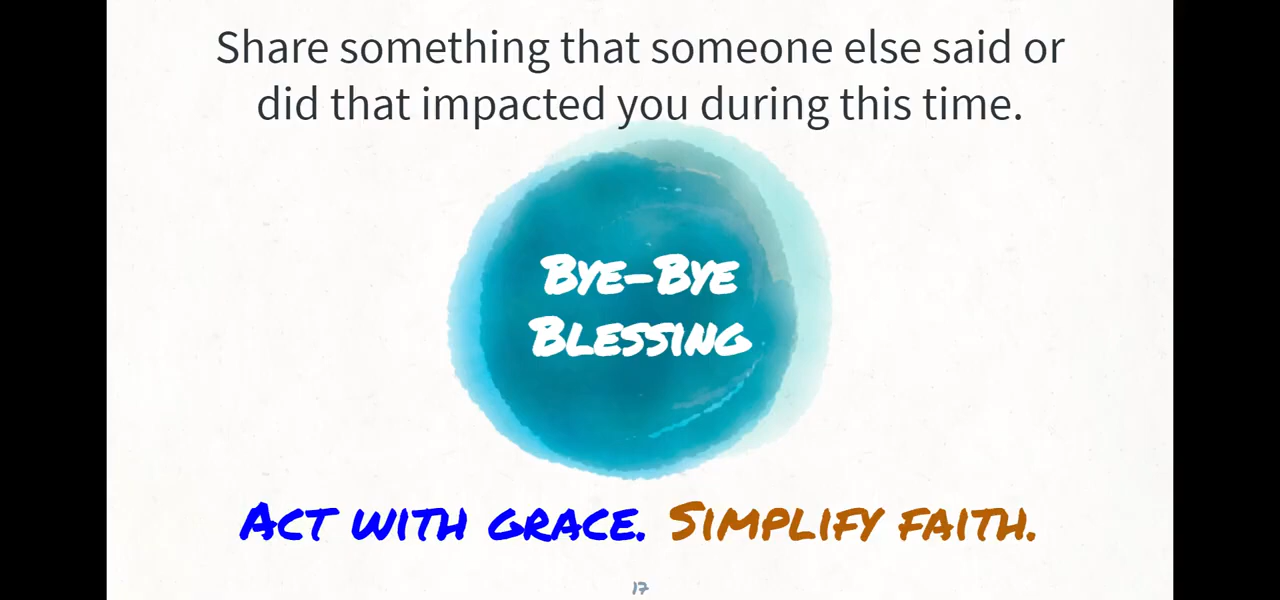 Share something that someone else said or
did that impacted you during this time.
Bye-Bye
Blessing
Act with grace. Simplify faith.
17